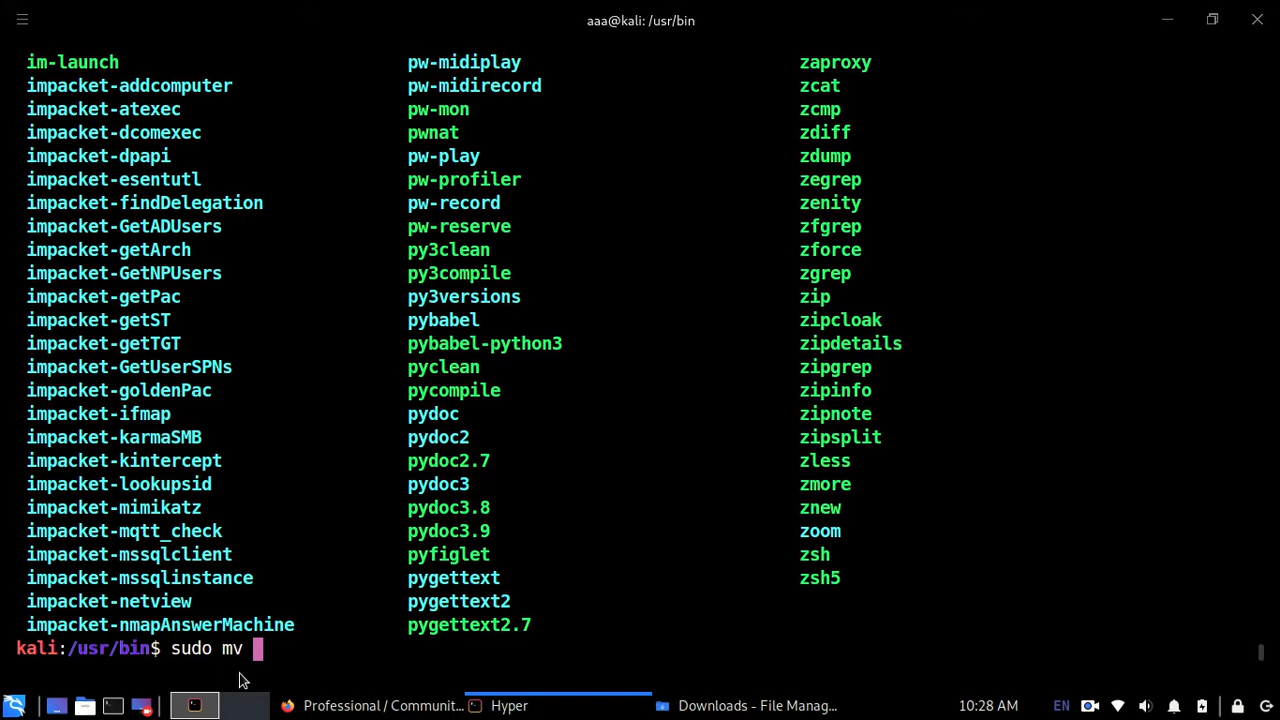 aaa@kali: /usr/bin
im-launch pw-midiplay zaproxy
impacket-addcomputer pw-midirecord zcat
impacket-atexec pw-mon zcmp
impacket-dcomexec pwnat zdiff
impacket-dpapi pw-play zdump
impacket-esentutl pw-profiler zegrep
impacket-findDelegation pw-record zenity
impacket-GetADUsers pw-reserve zfgrep
impacket-getArch py3clean zforce
impacket-GetNPUsers py3compile zgrep
impacket-getPac py3versions zip
impacket-getST pybabel zipcloak
impacket-getTGT pybabel-python3 zipdetails
impacket-GetUserSPNs pyclean zipgrep
impacket-goldenPac pycompile zipinfo
impacket-ifmap pydoc zipnote
impacket-karmaSMB pydoc2 zipsplit
impacket-kintercept pydoc2.7 zless
impacket-lookupsid pydoc3 zmore
impacket-mimikatz pydoc3.8 znew
impacket-mqtt_check pydoc3.9 zoom
impacket-mssqlclient pyfiglet zsh
impacket-mssqlinstance pygettext zsh5
impacket-netview pygettext2
impacket-nmapAnswerMachine pygettext2.7
kali:/usr/bin$ sudo mv
Professional / Communit... Hyper Downloads - File Manag... 10:28 AM EN